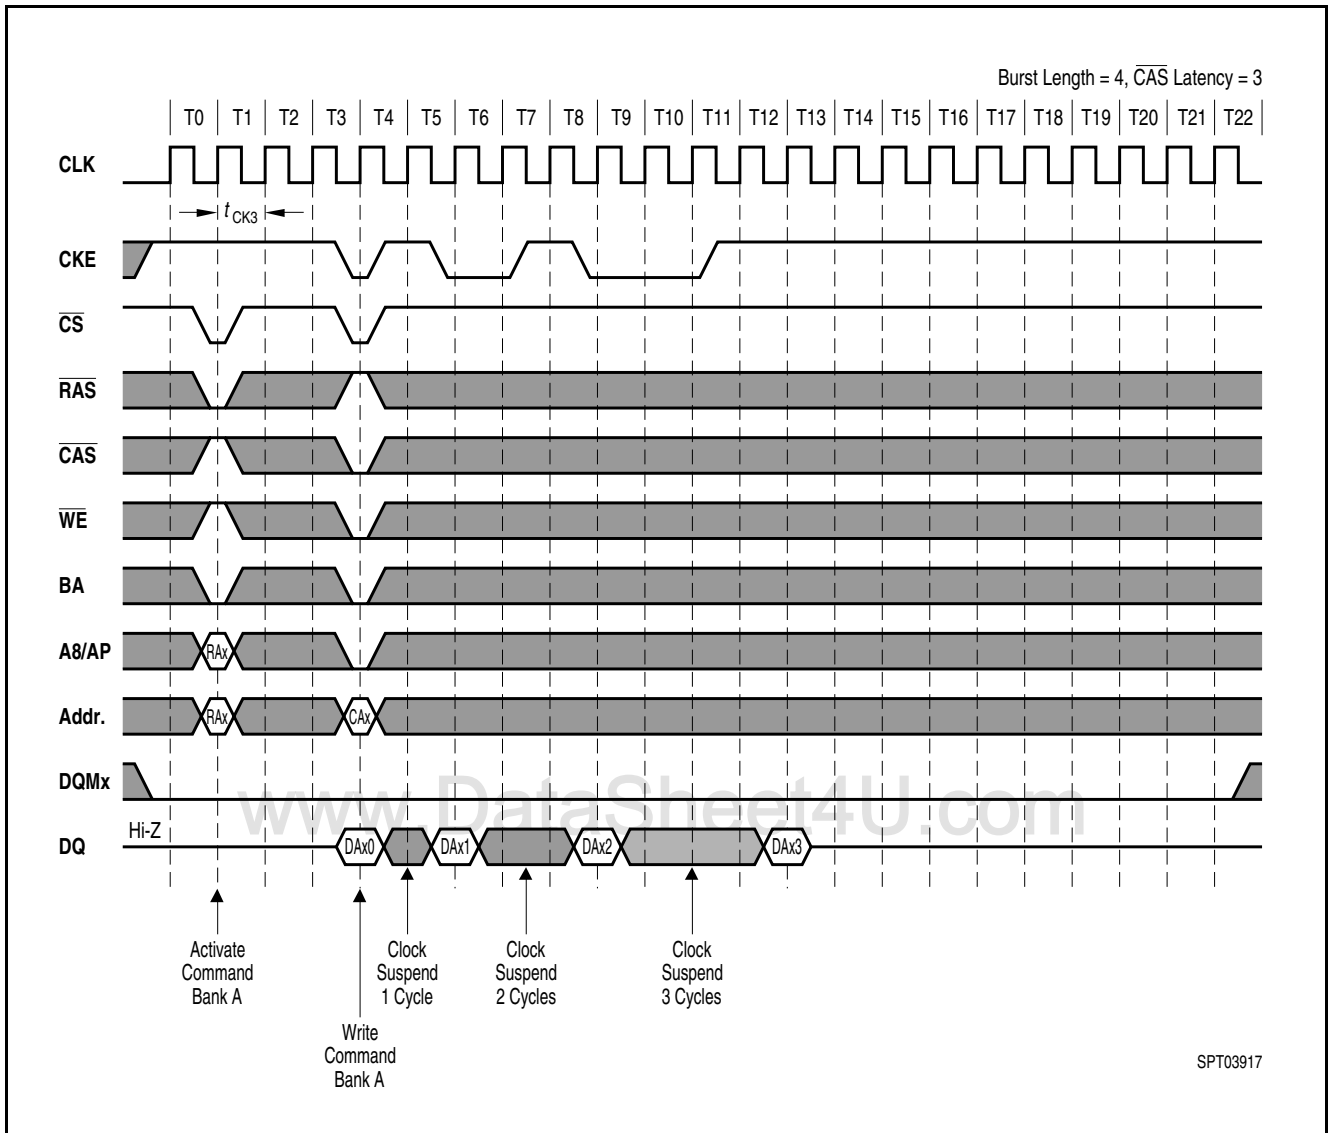 Burst Length = 4, CAS Latency = 3
T0 T1 T2 T3 T4 T5 T6 T7 T8 T9 T10 T11 T12 T13 T14 T15 T16 T17 T18 T19 T20 T21 T22
CLK
t CK3
CKE
CS
RAS
CAS
WE
BA
A8/AP RAx
Addr. RAx CAx
DQMx
www.DataSheet4U.com
DQ Hi-Z DAx0 DAx1 DAx2 DAx3
Activate
Command
Bank A
Write
Command
Bank A
Clock
Suspend
1 Cycle
Clock
Suspend
2 Cycles
Clock
Suspend
3 Cycles
SPT03917